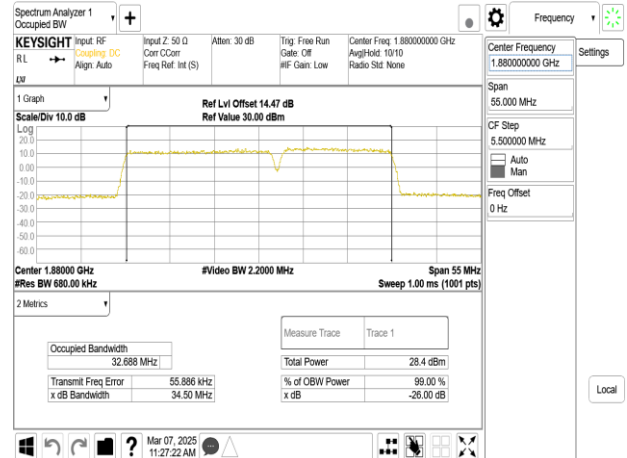 Spectrum Analyzer 1
Occupied BW
Frequency
KEYSIGHT Input: RF Input Z: 50 Ω Atten: 30 dB Trig: Free Run Center Freq: 1.880000000 GHz
RL Coupling: DC Corr CCorr Gate: Off Avg|Hold: 10/10
Align: Auto Freq Ref: Int (S) #IF Gain: Low Radio Std: None
LXI
Center Frequency
1.880000000 GHz
Settings
Span
55.000 MHz
CF Step
5.500000 MHz
Auto
Man
Freq Offset
0 Hz
Local
1 Graph
Ref Lvl Offset 14.47 dB
Scale/Div 10.0 dB Ref Value 30.00 dBm
Log
20.0
10.0
0.00
-10.0
-20.0
-30.0
-40.0
-50.0
-60.0
Center 1.88000 GHz #Video BW 2.2000 MHz Span 55 MHz
#Res BW 680.00 kHz Sweep 1.00 ms (1001 pts)
2 Metrics
Measure Trace Trace 1
Occupied Bandwidth
32.688 MHz
Total Power 28.4 dBm
Transmit Freq Error 55.886 kHz % of OBW Power 99.00 %
x dB Bandwidth 34.50 MHz x dB -26.00 dB
Mar 07, 2025
11:27:22 AM